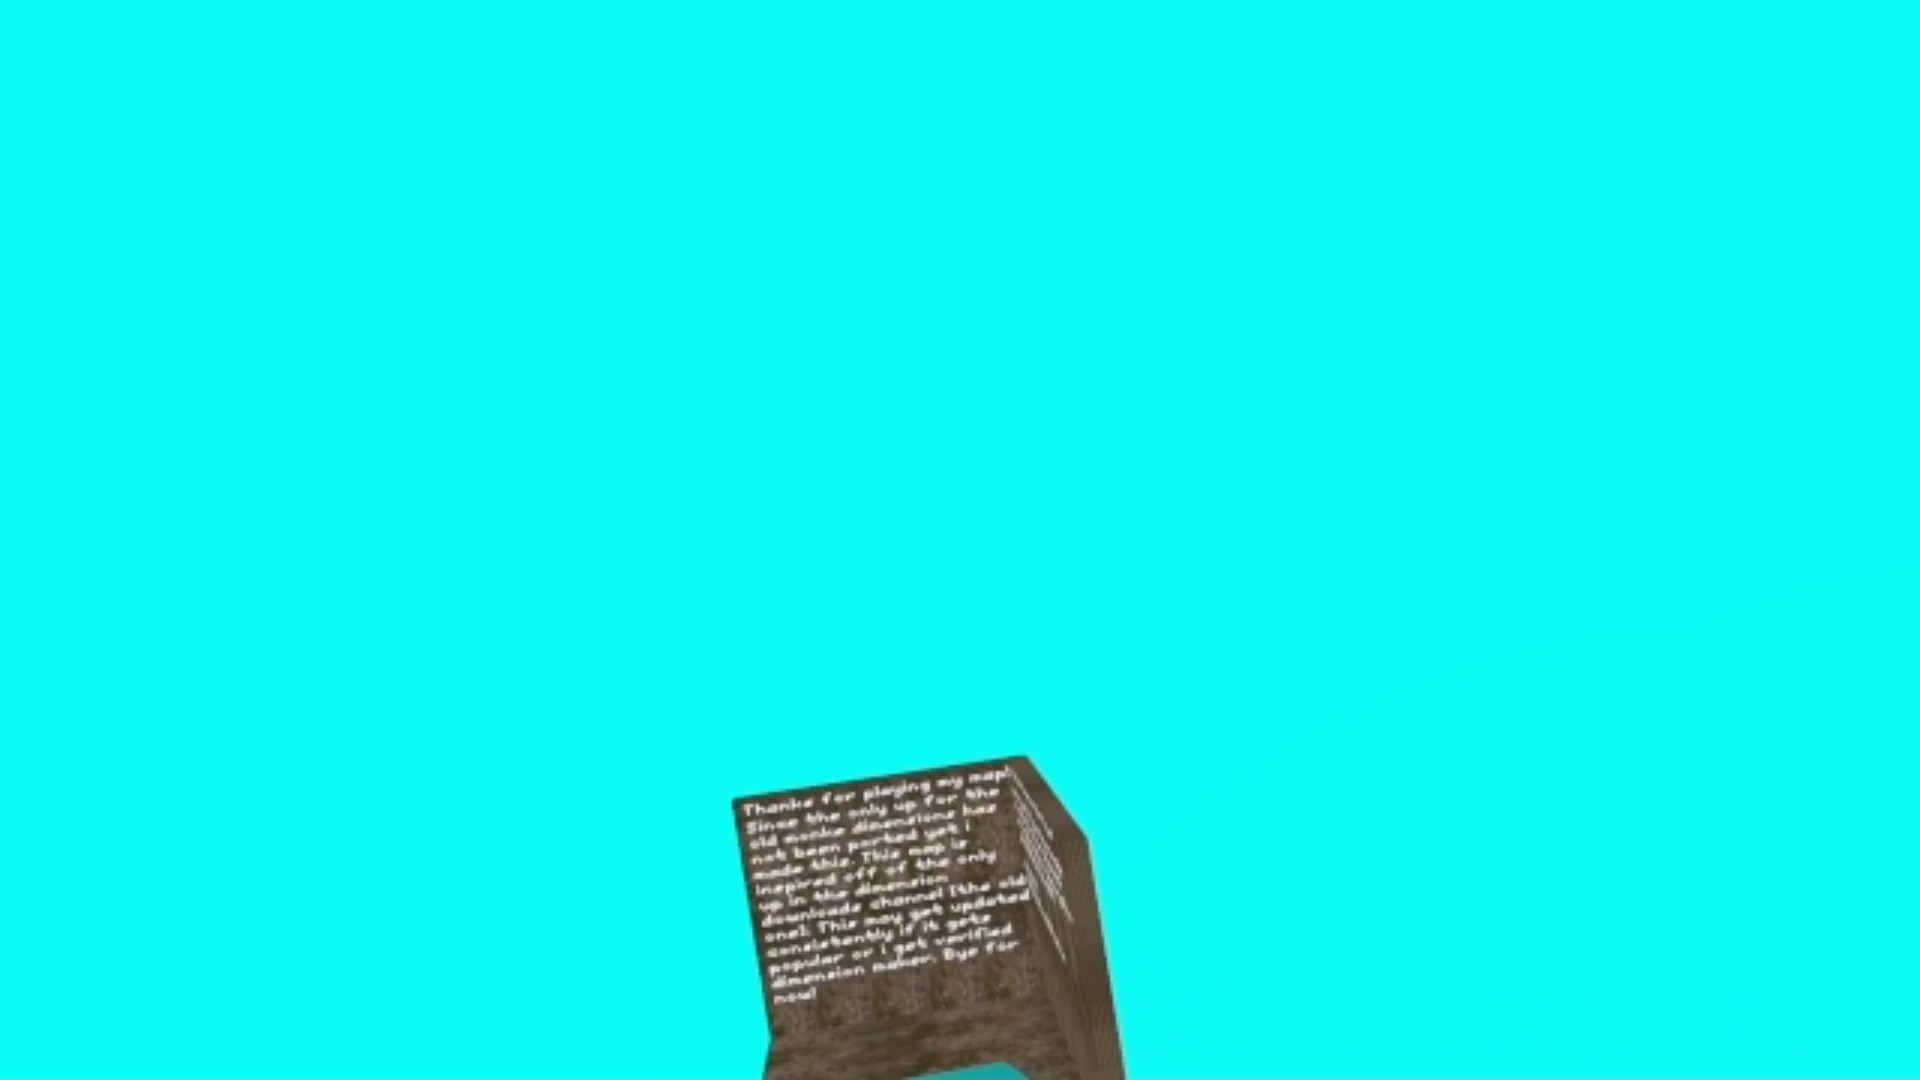 Thanks for playing my map!
Since the only up for the
old monke dimensions has
not been ported yet i
made this. This map is
inspired off of the only
up in the dimension
downloads channel (the old
one). This may get updated
consistently if it gets
popular or i get verified
dimension maker. Bye for
now!